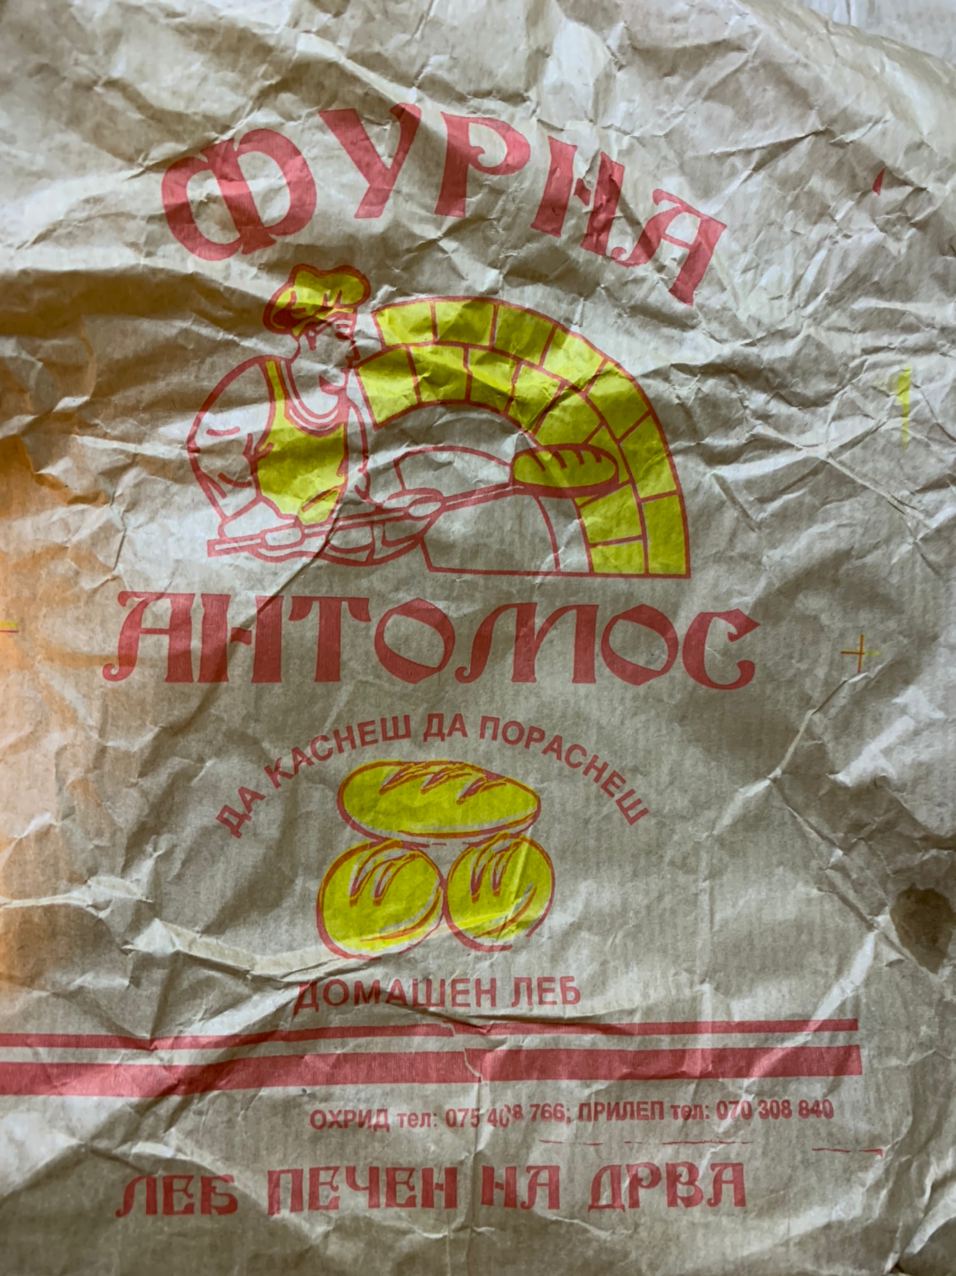 ФУРНА
АНТОМОС
ДА КАСНЕШ ДА ПОРАСНЕШ
ДОМАШЕН ЛЕБ
ОХРИД тел: 075 408 766; ПРИЛЕП тел: 070 308 840
ЛЕБ ПЕЧЕН НА ДРВА